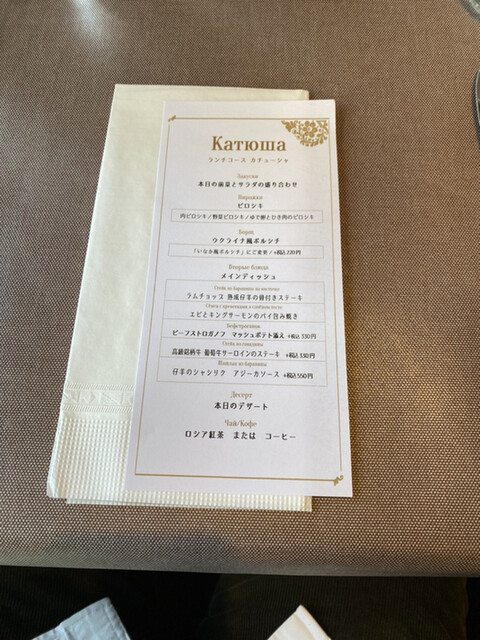 Катюша
ランチコース カチューシャ
Закуски
本日の前菜とサラダの盛り合わせ
Пирожки
ピロシキ
肉ピロシキ/野菜ピロシキ/ゆで卵とひき肉のピロシキ
Борщ
ウクライナ風ボルシチ
「いなか風ボルシチ」にご変更/+税込220円
Вторые блюда
メインディッシュ
Стейк из баранины на косточке
ラムチョップ 熟成仔羊の骨付きステーキ
エビとキングサーモンのパイ包み焼き
Бефстроганов
ビーフストロガノフ マッシュポテト添え +税込330円
Стейк из говядины
高級銘柄牛 葡萄牛サーロインのステーキ +税込330円
Шашлык из баранины
仔羊のシャシリク アジーカソース +税込550円
Десерт
本日のデザート
Чай/Кофе
ロシア紅茶 または コーヒー